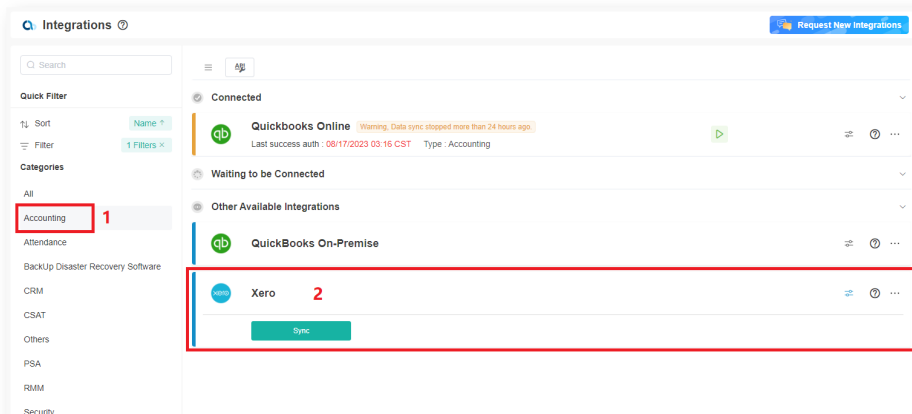 Integrations
Request New Integrations
Search
Quick Filter
Sort Name ↑
Filter 1 Filters ×
Categories
All
Accounting 1
Attendance
BackUp Disaster Recovery Software
CRM
CSAT
Others
PSA
RMM
Security
Connected
qb Quickbooks Online Warning, Data sync stopped more than 24 hours ago.
Last success auth : 08/17/2023 03:16 CST Type : Accounting
Waiting to be Connected
Other Available Integrations
qb QuickBooks On-Premise
xero Xero 2
Sync